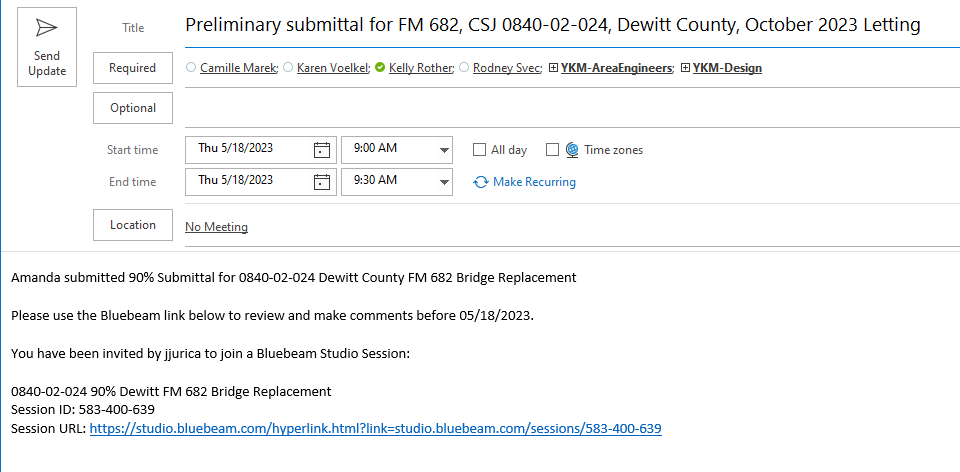 Title Preliminary submittal for FM 682, CSJ 0840-02-024, Dewitt County, October 2023 Letting
Send Update
Required Camille Marek; Karen Voelkel; Kelly Rother; Rodney Svec; YKM-AreaEngineers; YKM-Design
Optional
Start time Thu 5/18/2023 9:00 AM All day Time zones
End time Thu 5/18/2023 9:30 AM Make Recurring
Location No Meeting
Amanda submitted 90% Submittal for 0840-02-024 Dewitt County FM 682 Bridge Replacement
Please use the Bluebeam link below to review and make comments before 05/18/2023.
You have been invited by jjurica to join a Bluebeam Studio Session:
0840-02-024 90% Dewitt FM 682 Bridge Replacement
Session ID: 583-400-639
Session URL: https://studio.bluebeam.com/hyperlink.html?link=studio.bluebeam.com/sessions/583-400-639